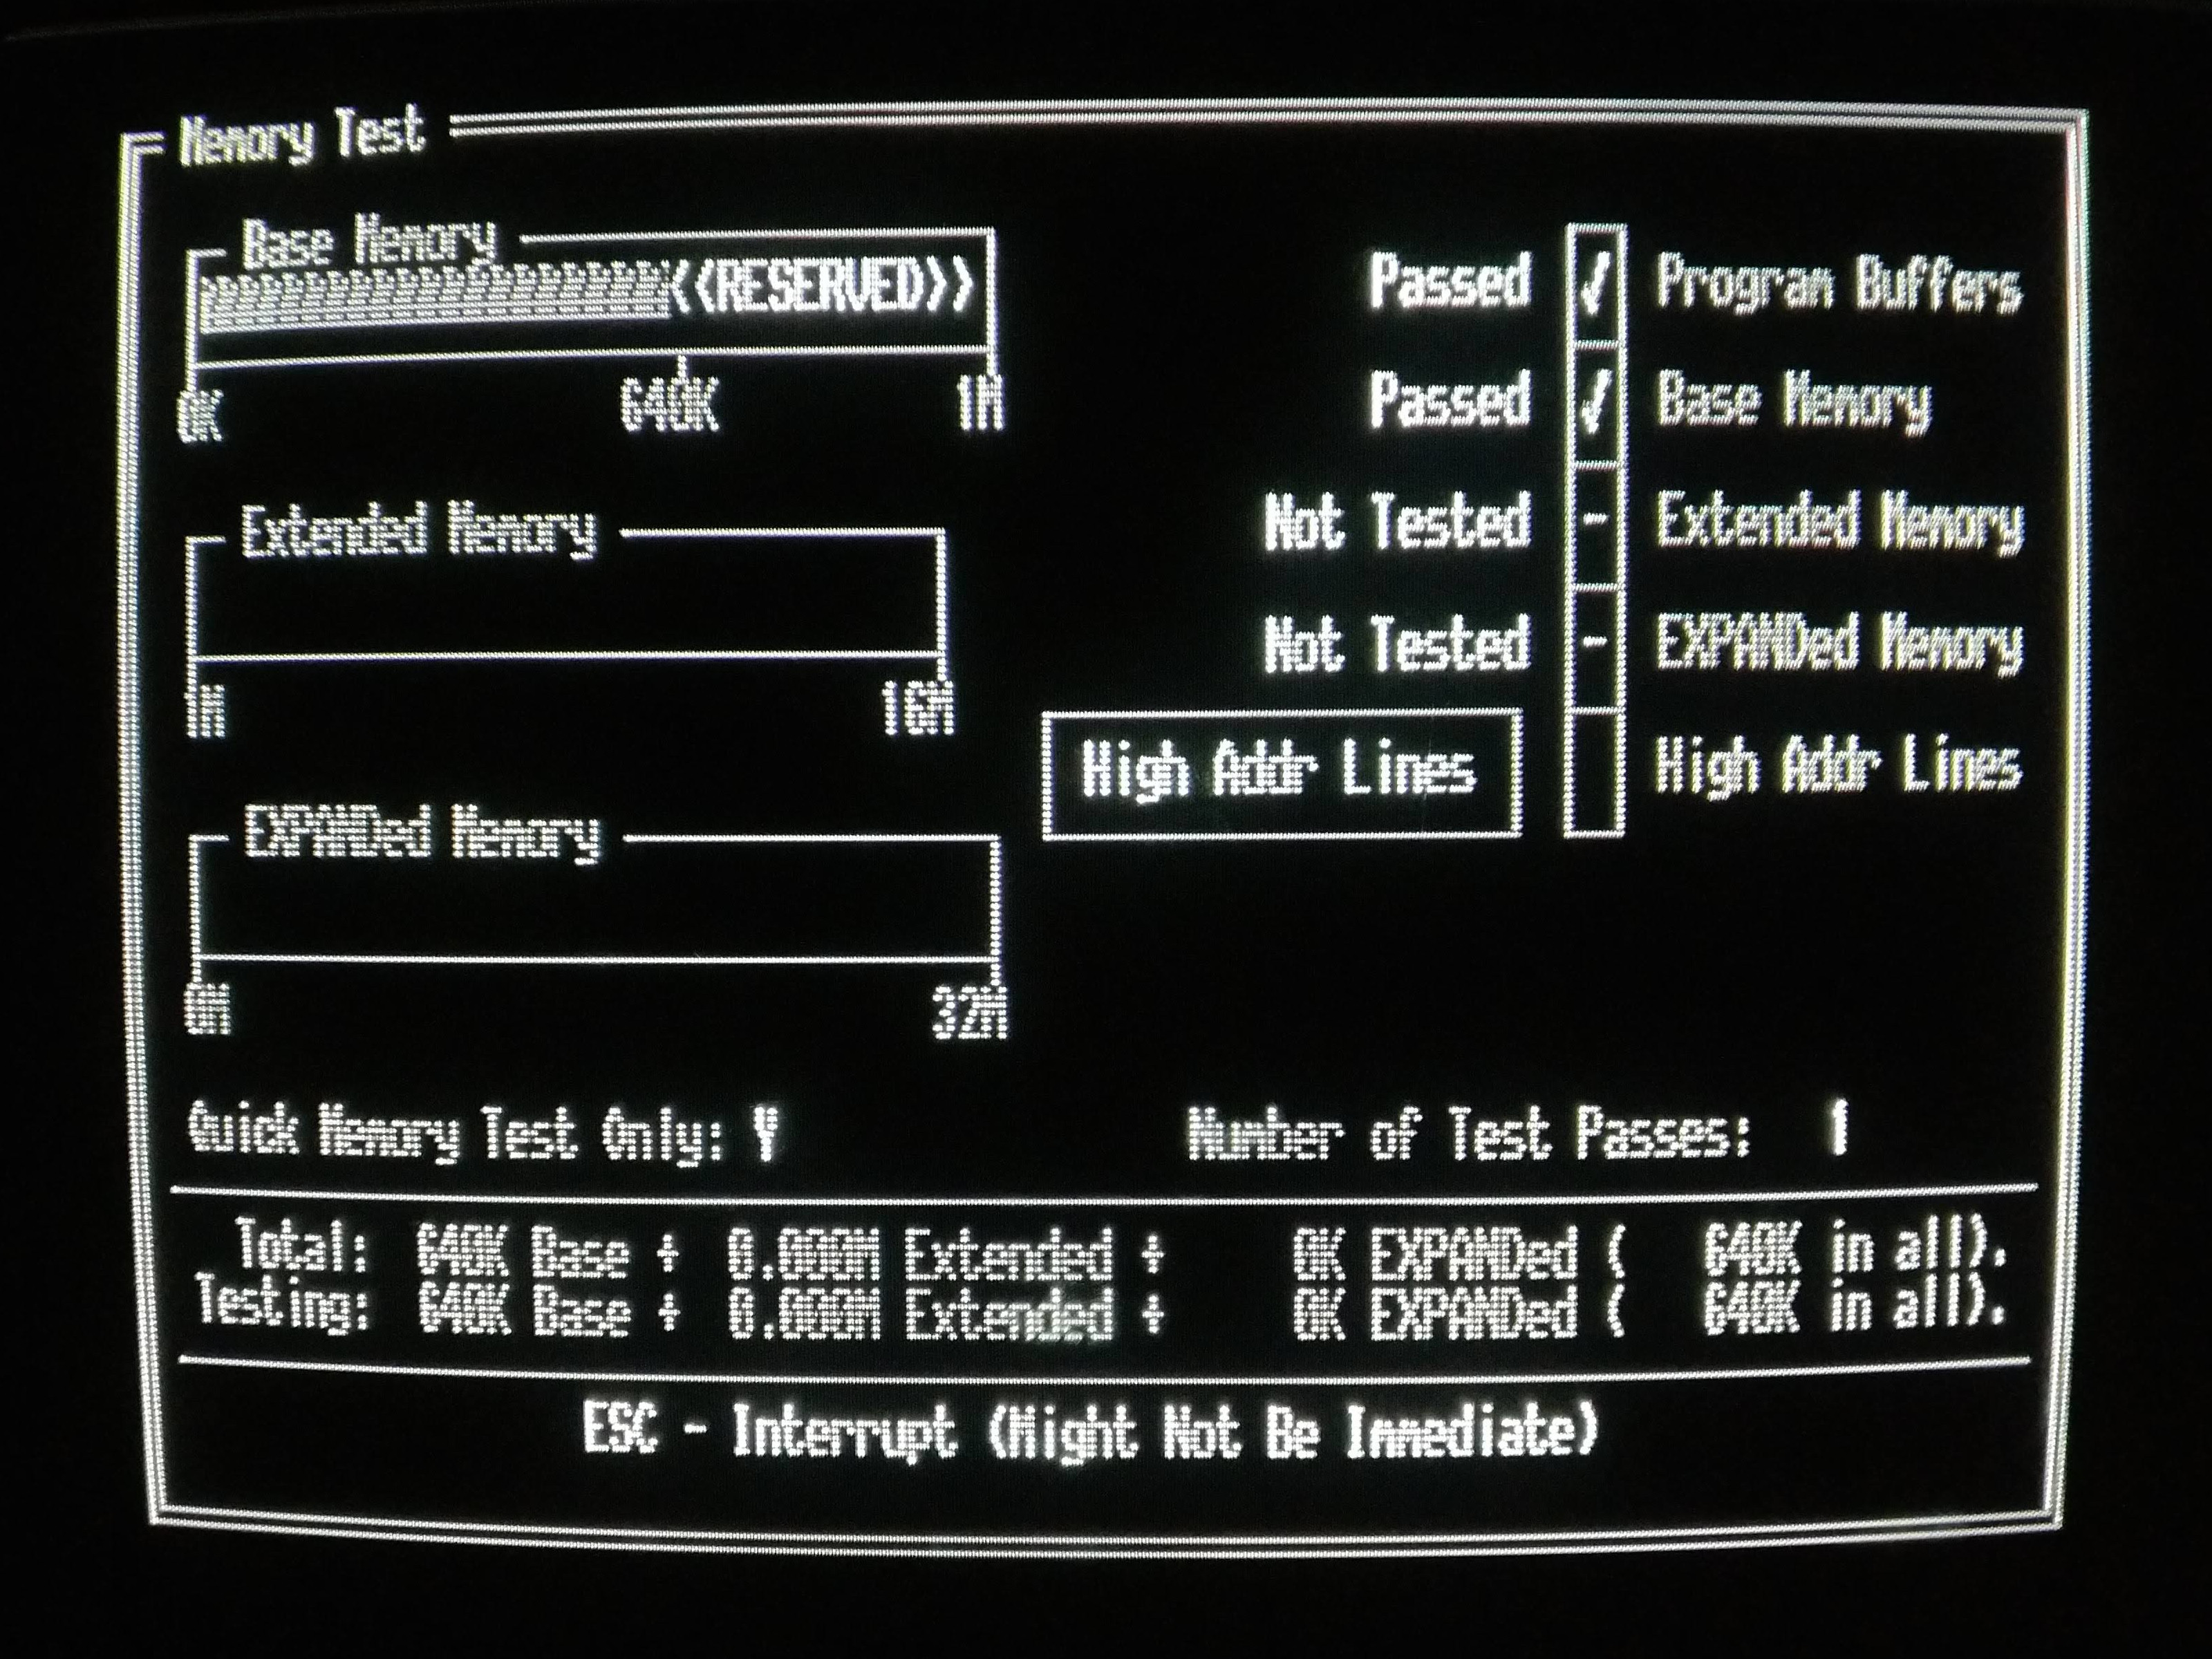 Memory Test
Base Memory
<<RESERVED>>
0K 640K 1M
Extended Memory
1M 16M
EXPANDed Memory
0M 32M
Passed ✓ Program Buffers
Passed ✓ Base Memory
Not Tested - Extended Memory
Not Tested - EXPANDed Memory
High Addr Lines High Addr Lines
Quick Memory Test Only: Y Number of Test Passes: 1
Total: 640K Base + 0.000M Extended + 0K EXPANDed ( 640K in all).
Testing: 640K Base + 0.000M Extended + 0K EXPANDed ( 640K in all).
ESC - Interrupt (Might Not Be Immediate)